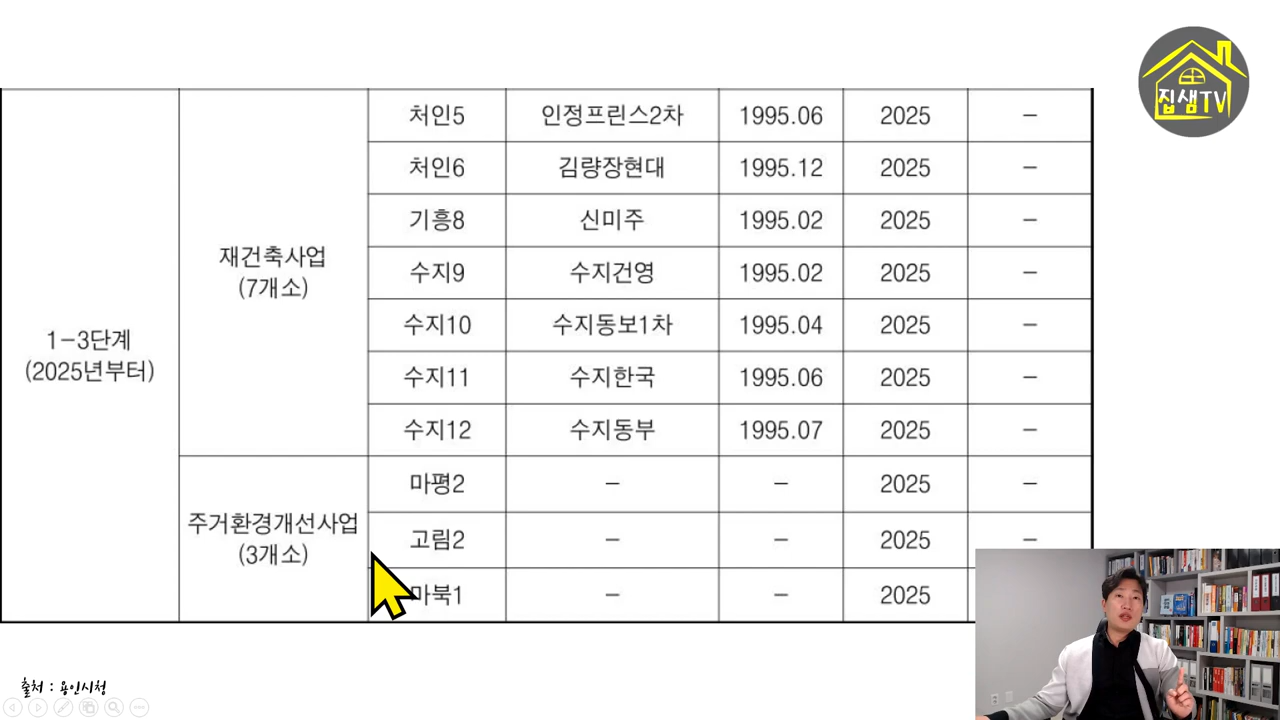 집샘TV
처인5 인정프린스2차 1995.06 2025 –
처인6 김량장현대 1995.12 2025 –
기흥8 신미주 1995.02 2025 –
재건축사업
(7개소)
수지9 수지건영 1995.02 2025 –
수지10 수지동보1차 1995.04 2025 –
1-3단계
(2025년부터)
수지11 수지한국 1995.06 2025 –
수지12 수지동부 1995.07 2025 –
마평2 – – 2025 –
주거환경개선사업
(3개소)
고림2 – – 2025 –
마북1 – – 2025
출처 : 용인시청